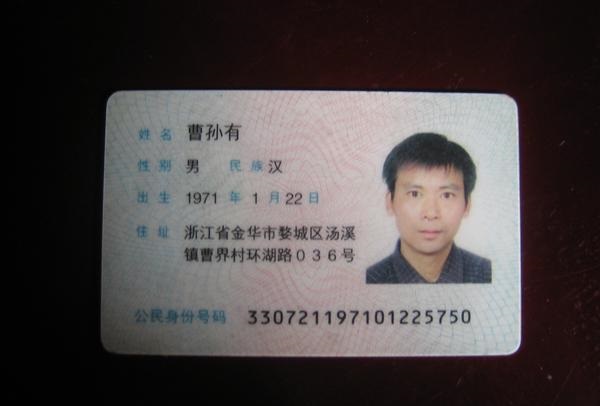 姓名 曹孙有
性别 男 民族 汉
出生 1971 年 1 月 22 日
住址 浙江省金华市婺城区汤溪
镇曹界村环湖路036号
公民身份号码 330721197101225750